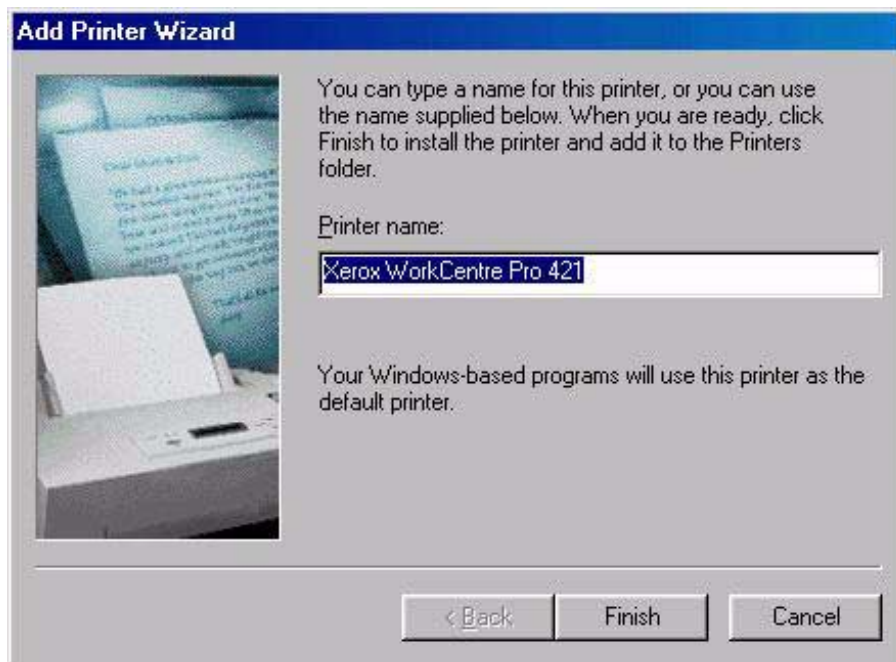 Add Printer Wizard
You can type a name for this printer, or you can use
the name supplied below. When you are ready, click
Finish to install the printer and add it to the Printers
folder.
Printer name:
Xerox WorkCentre Pro 421
Your Windows-based programs will use this printer as the
default printer.
< Back
Finish
Cancel